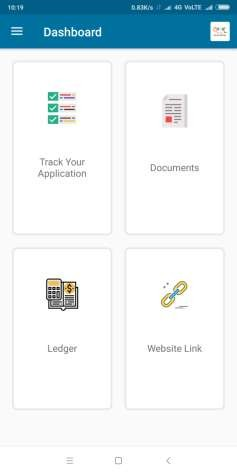 10:19
0.83K/s 4G VoLTE
Dashboard
Track Your
Application
Documents
Ledger
Website Link